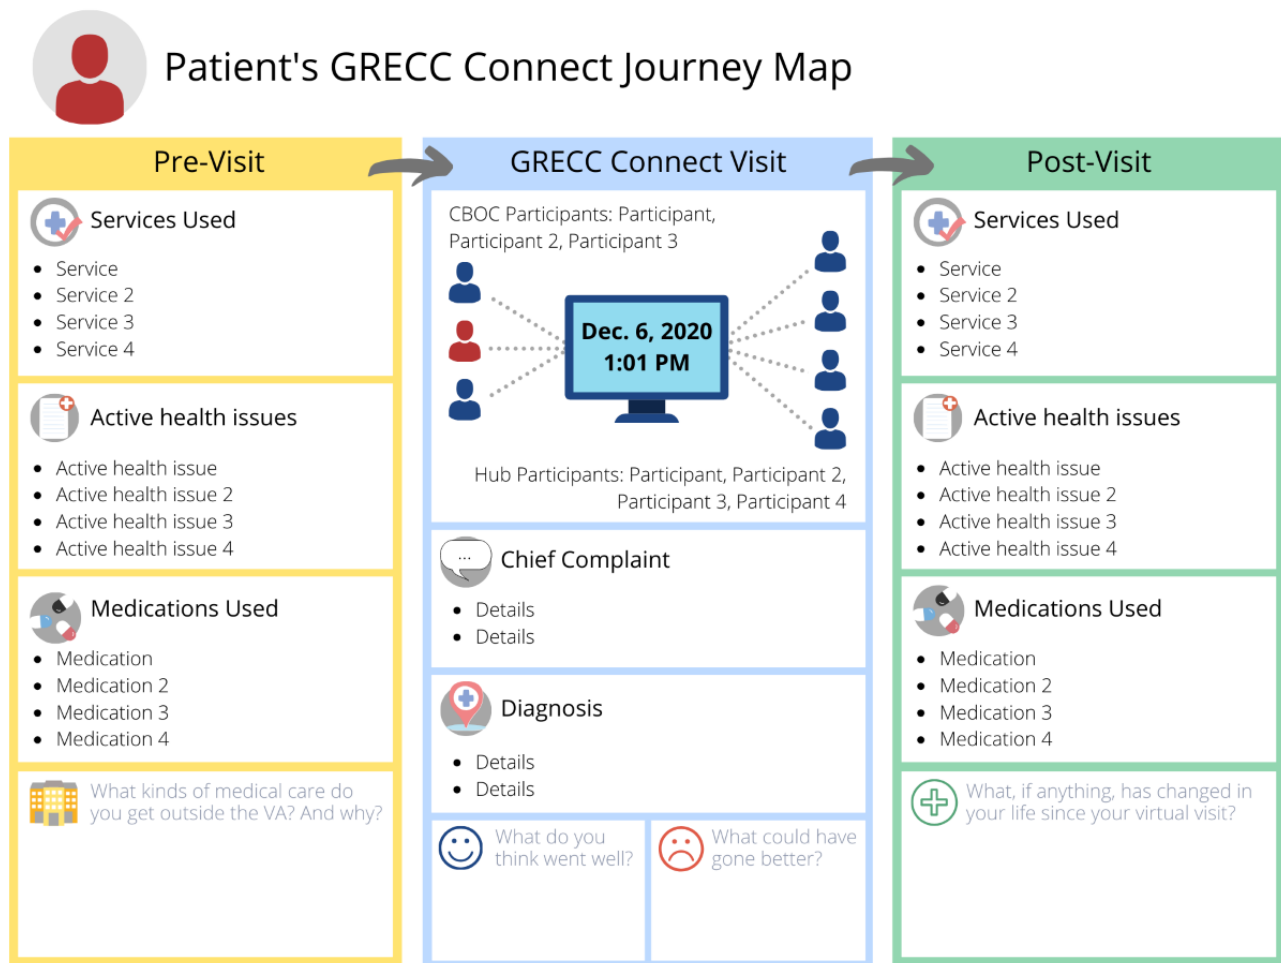 Patient's GRECC Connect Journey Map
Pre-Visit
Services Used
• Service
• Service 2
• Service 3
• Service 4
Active health issues
• Active health issue
• Active health issue 2
• Active health issue 3
• Active health issue 4
Medications Used
• Medication
• Medication 2
• Medication 3
• Medication 4
What kinds of medical care do
you get outside the VA? And why?
GRECC Connect Visit
CBOC Participants: Participant,
Participant 2, Participant 3
Dec. 6, 2020
1:01 PM
Hub Participants: Participant, Participant 2,
Participant 3, Participant 4
...
Chief Complaint
• Details
• Details
Diagnosis
• Details
• Details
What do you
think went well?
What could have
gone better?
Post-Visit
Services Used
• Service
• Service 2
• Service 3
• Service 4
Active health issues
• Active health issue
• Active health issue 2
• Active health issue 3
• Active health issue 4
Medications Used
• Medication
• Medication 2
• Medication 3
• Medication 4
What, if anything, has changed in
your life since your virtual visit?